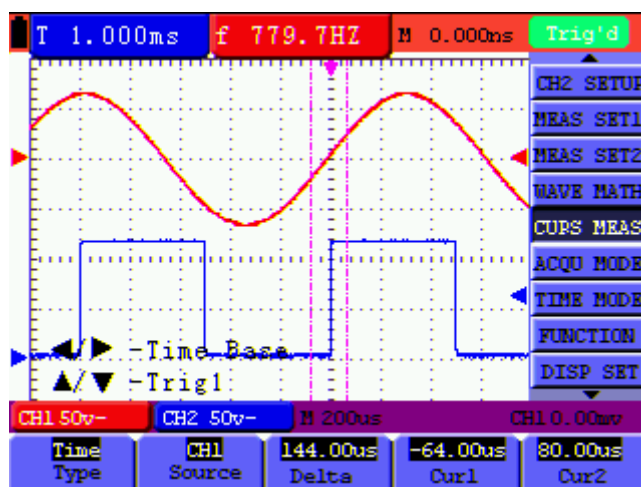 T 1.000ms f 779.7HZ M 0.000ns Trig'd
CH2 SETUP
MEAS SET1
MEAS SET2
WAVE MATH
CURS MEAS
ACQU MODE
TIME MODE
FUNCTION
DISP SET
◀/▶ -Time Base
▲/▼ -Trig1
CH1 50v- CH2 50v- M 200us CH1 0.00mv
Time CH1 144.00us -64.00us 80.00us
Type Source Delta Cur1 Cur2